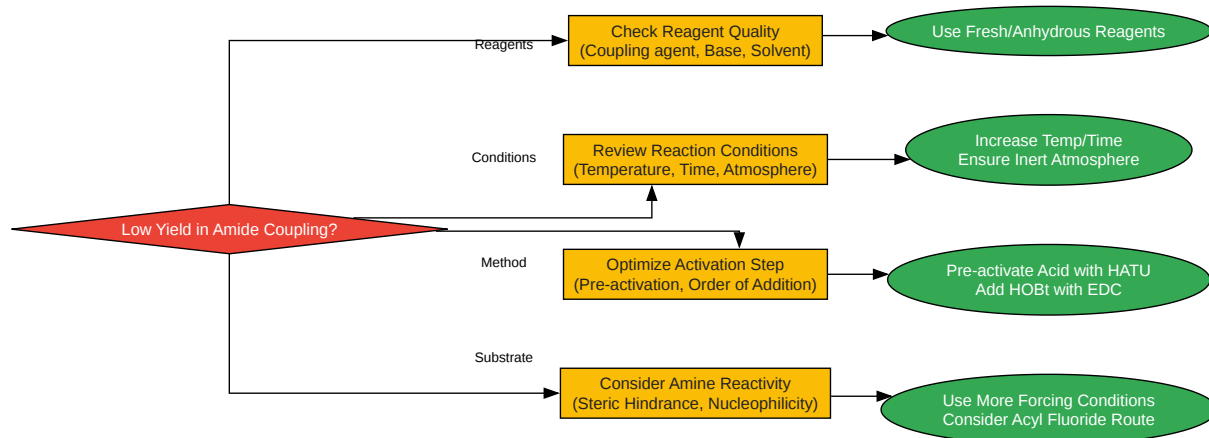 Reagents
Check Reagent Quality
(Coupling agent, Base, Solvent)
Use Fresh/Anhydrous Reagents
Conditions
Review Reaction Conditions
(Temperature, Time, Atmosphere)
Increase Temp/Time
Ensure Inert Atmosphere
Low Yield in Amide Coupling?
Method
Optimize Activation Step
(Pre-activation, Order of Addition)
Pre-activate Acid with HATU
Add HOBt with EDC
Substrate
Consider Amine Reactivity
(Steric Hindrance, Nucleophilicity)
Use More Forcing Conditions
Consider Acyl Fluoride Route